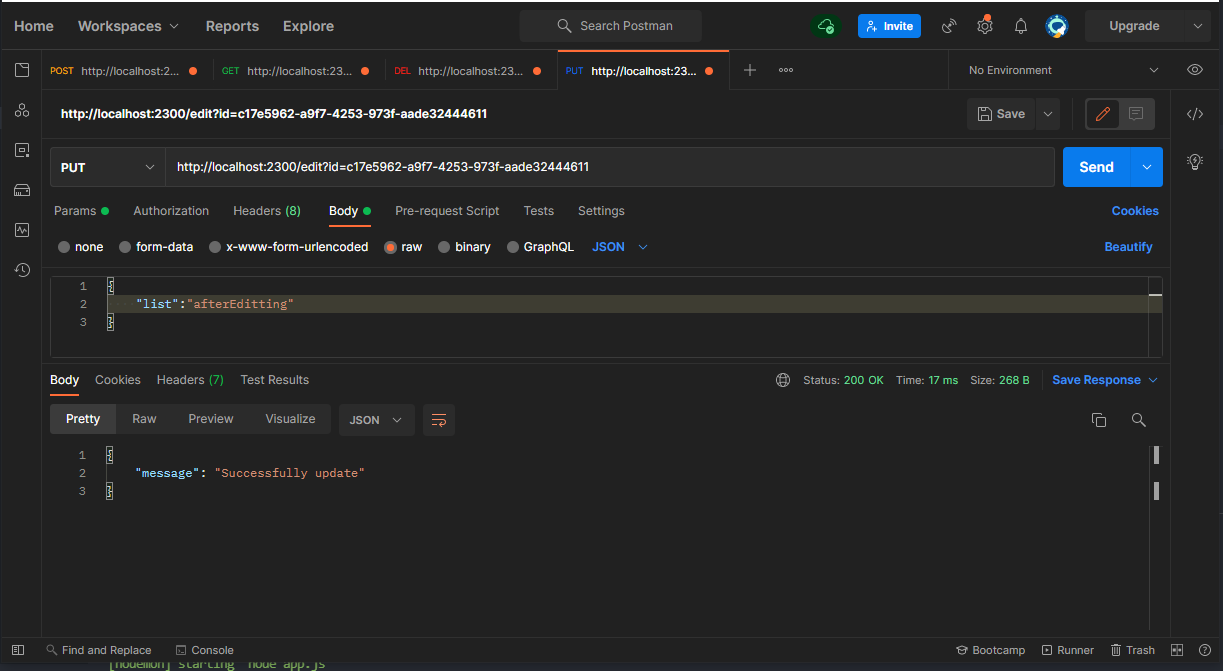 Home Workspaces Reports Explore Search Postman Invite Upgrade
POST http://localhost:2... GET http://localhost:23... DEL http://localhost:23... PUT http://localhost:23... No Environment
http://localhost:2300/edit?id=c17e5962-a9f7-4253-973f-aade32444611 Save
PUT http://localhost:2300/edit?id=c17e5962-a9f7-4253-973f-aade32444611 Send
Params Authorization Headers (8) Body Pre-request Script Tests Settings Cookies
none form-data x-www-form-urlencoded raw binary GraphQL JSON Beautify
1 {
2 "list":"afterEditting"
3 }
Body Cookies Headers (7) Test Results Status: 200 OK Time: 17 ms Size: 268 B Save Response
Pretty Raw Preview Visualize JSON
1 {
2 "message": "Successfully update"
3 }
Find and Replace Console Bootcamp Runner Trash
[nodemon] starting `node app.js`